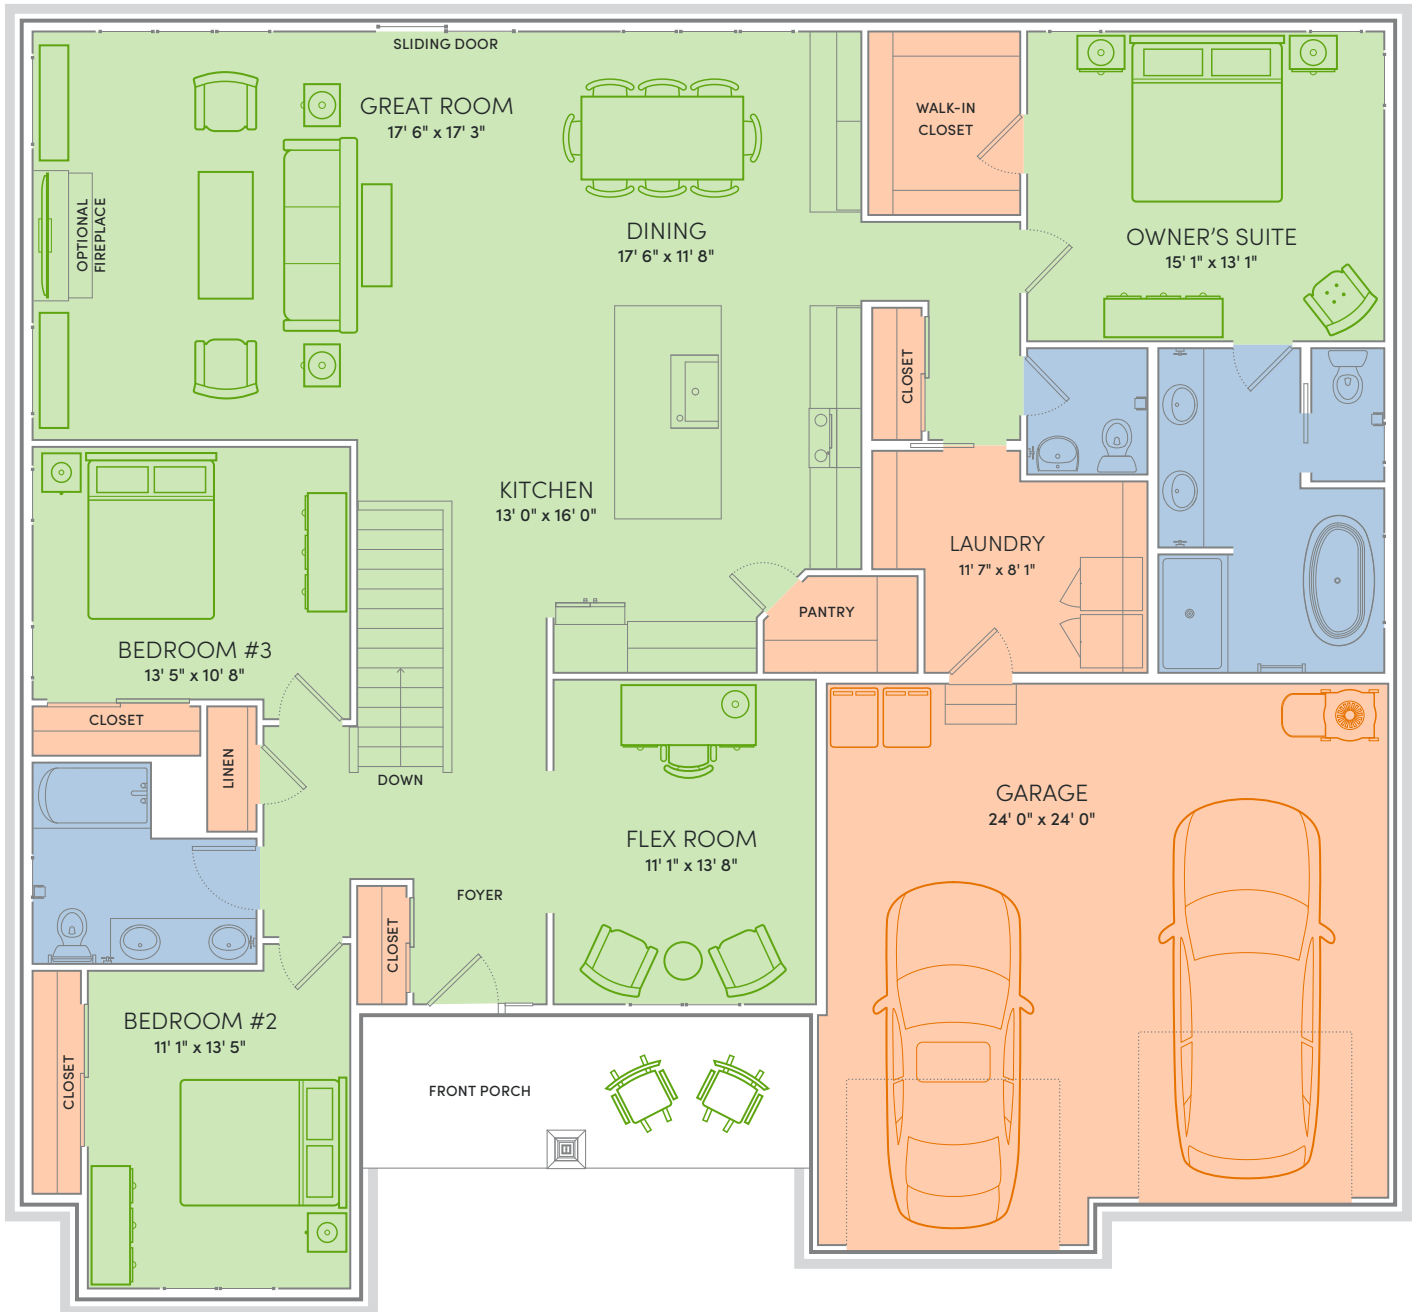 SLIDING DOOR
GREAT ROOM
17' 6" x 17' 3"
WALK-IN
CLOSET
OPTIONAL
FIREPLACE
DINING
17' 6" x 11' 8"
OWNER'S SUITE
15' 1" x 13' 1"
CLOSET
KITCHEN
13' 0" x 16' 0"
LAUNDRY
11' 7" x 8' 1"
PANTRY
BEDROOM #3
13' 5" x 10' 8"
CLOSET
LINEN
DOWN
GARAGE
24' 0" x 24' 0"
FLEX ROOM
11' 1" x 13' 8"
FOYER
CLOSET
BEDROOM #2
11' 1" x 13' 5"
CLOSET
FRONT PORCH